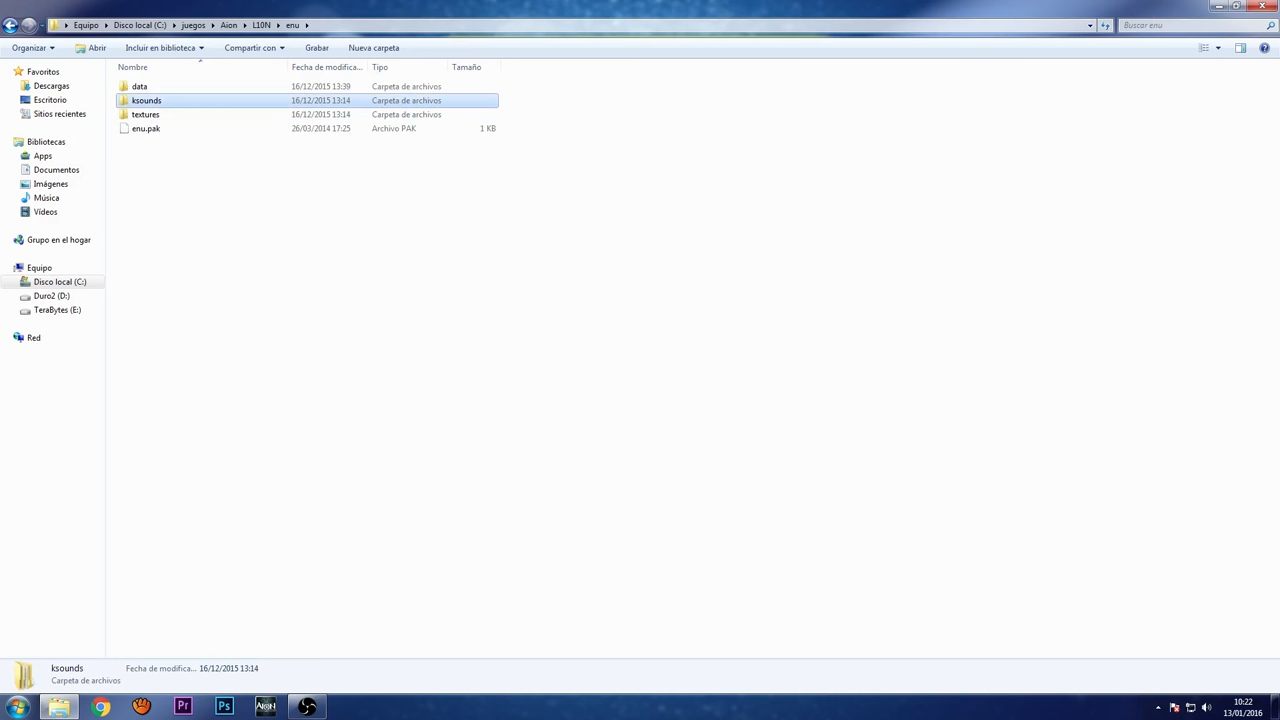 Equipo Disco local (C:) juegos Aion L10N enu Buscar enu
Organizar Abrir Incluir en biblioteca Compartir con Grabar Nueva carpeta
Nombre Fecha de modifica... Tipo Tamaño
Favoritos
Descargas
Escritorio
Sitios recientes
Bibliotecas
Apps
Documentos
Imágenes
Música
Vídeos
Grupo en el hogar
Equipo
Disco local (C:)
Duro2 (D:)
TeraBytes (E:)
Red
data 16/12/2015 13:39 Carpeta de archivos
ksounds 16/12/2015 13:14 Carpeta de archivos
textures 16/12/2015 13:14 Carpeta de archivos
enu.pak 26/03/2014 17:25 Archivo PAK 1 KB
ksounds Fecha de modifica... 16/12/2015 13:14
Carpeta de archivos
Pr Ps AION
10:22
13/01/2016